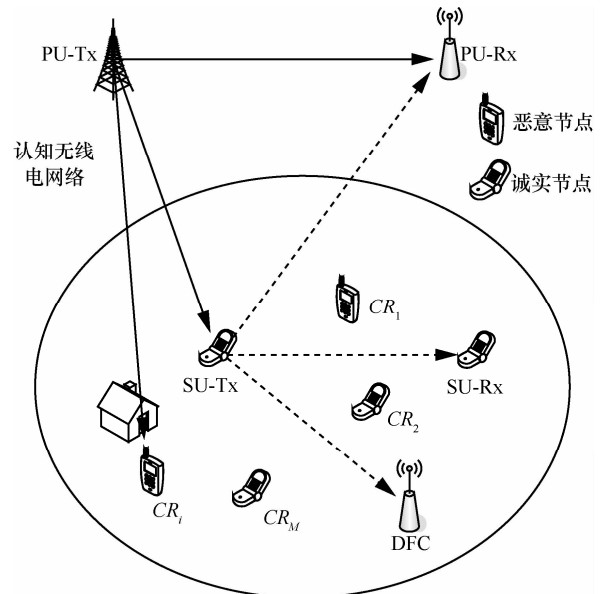 PU-Tx
PU-Rx
恶意节点
认知无线
电网络
诚实节点
CR1
SU-Tx
SU-Rx
CR2
CRi
CRM
DFC